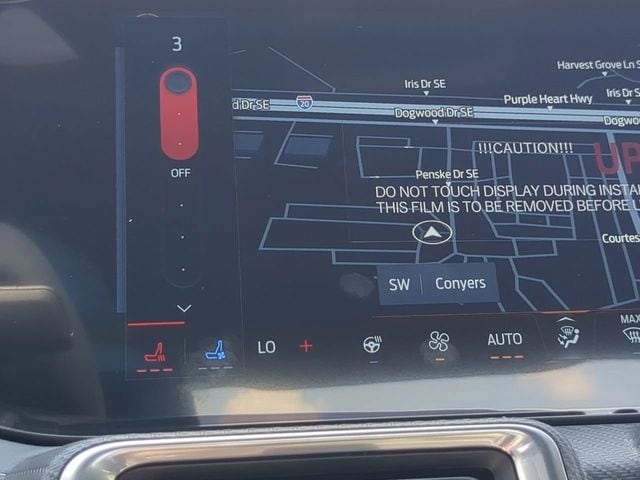 3
OFF
Harvest Grove Ln S
Iris Dr SE
Iris Dr S
Purple Heart Hwy
d Dr SE
20
Dogwood Dr SE
Dogwo
!!!CAUTION!!!
UP
Penske Dr SE
DO NOT TOUCH DISPLAY DURING INSTA
THIS FILM IS TO BE REMOVED BEFORE
Courtes
SW
Conyers
LO
+
AUTO
MAX